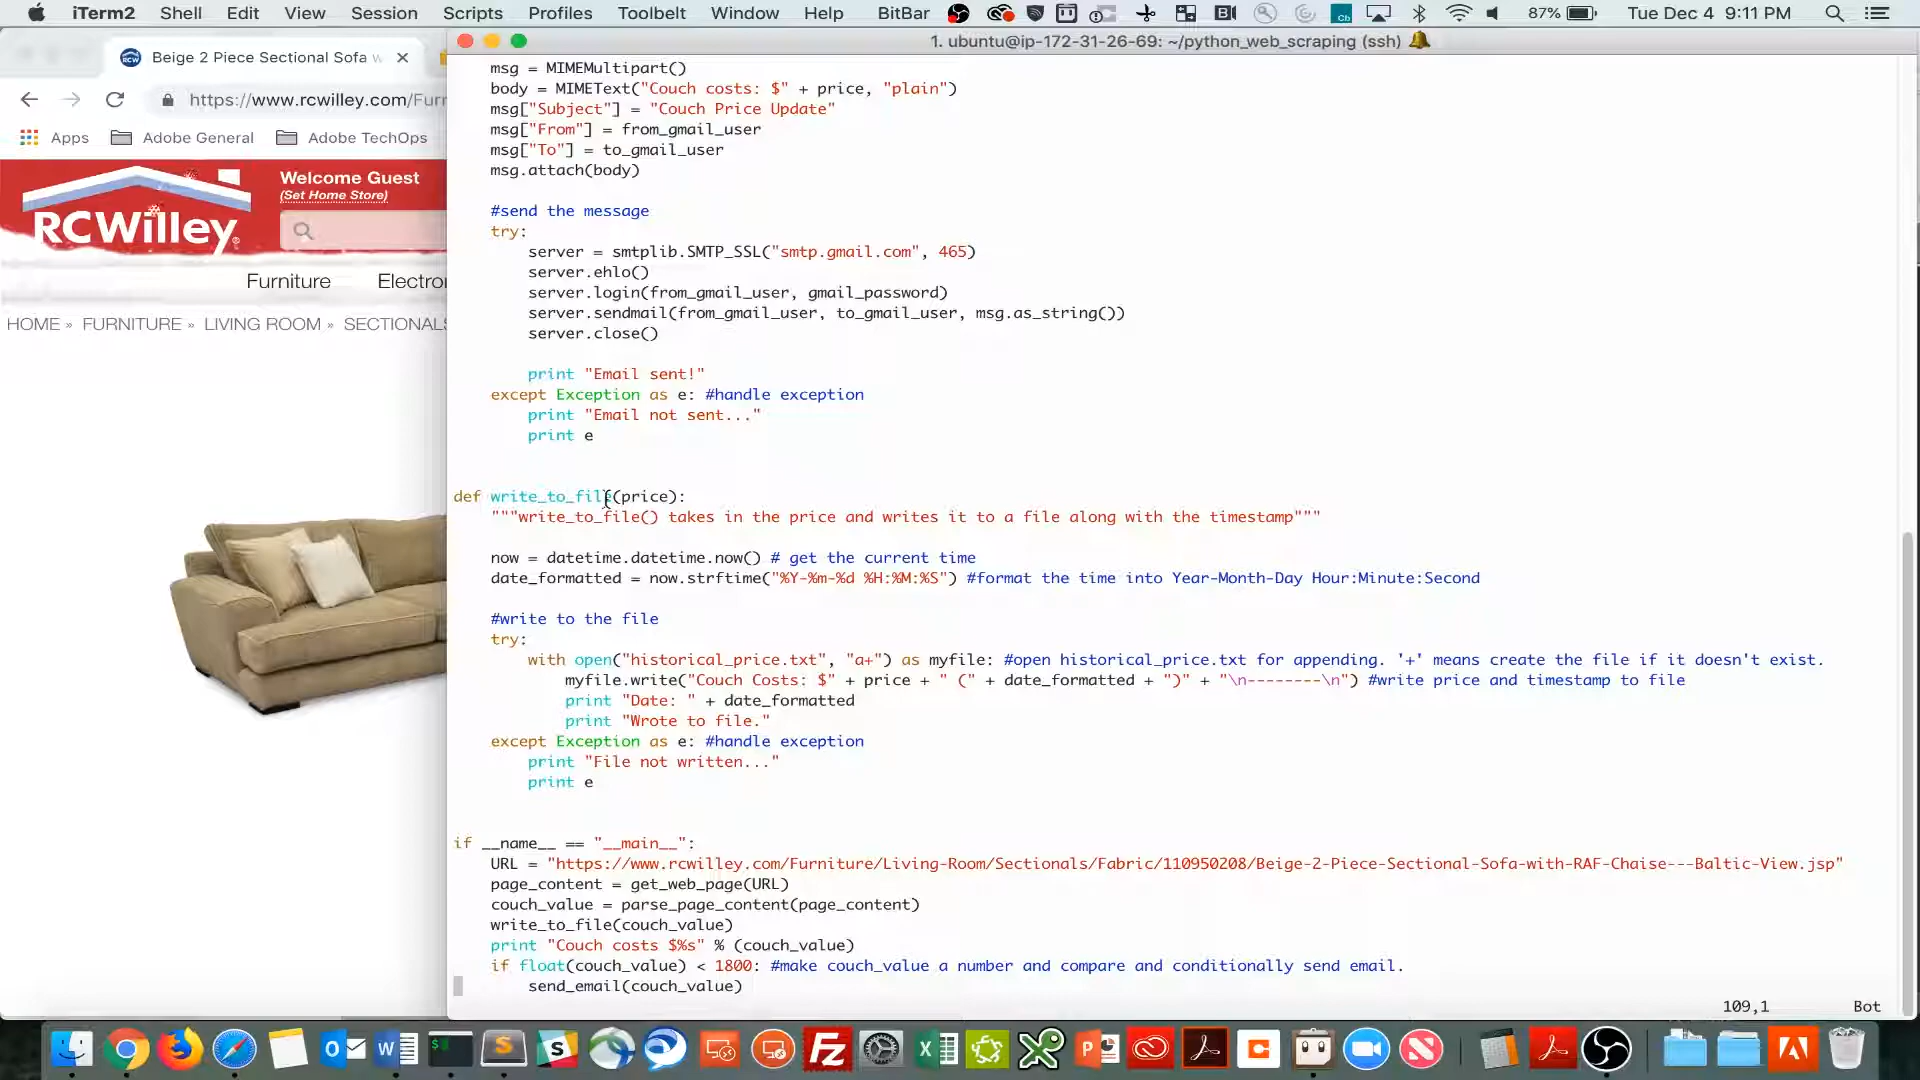 iTerm2 Shell Edit View Session Scripts Profiles Toolbelt Window Help BitBar 87% Tue Dec 4 9:11 PM
Beige 2 Piece Sectional Sofa w
1. ubuntu@ip-172-31-26-69: ~/python_web_scraping (ssh)
https://www.rcwilley.com/Fur
Apps Adobe General Adobe TechOps
Welcome Guest
(Set Home Store)
RCWilley
Furniture Electro
HOME » FURNITURE » LIVING ROOM » SECTIONALS
msg = MIMEMultipart()
body = MIMEText("Couch costs: $" + price, "plain")
msg["Subject"] = "Couch Price Update"
msg["From"] = from_gmail_user
msg["To"] = to_gmail_user
msg.attach(body)
#send the message
try:
server = smtplib.SMTP_SSL("smtp.gmail.com", 465)
server.ehlo()
server.login(from_gmail_user, gmail_password)
server.sendmail(from_gmail_user, to_gmail_user, msg.as_string())
server.close()
print "Email sent!"
except Exception as e: #handle exception
print "Email not sent..."
print e
def write_to_file(price):
"""write_to_file() takes in the price and writes it to a file along with the timestamp"""
now = datetime.datetime.now() # get the current time
date_formatted = now.strftime("%Y-%m-%d %H:%M:%S") #format the time into Year-Month-Day Hour:Minute:Second
#write to the file
try:
with open("historical_price.txt", "a+") as myfile: #open historical_price.txt for appending. '+' means create the file if it doesn't exist.
myfile.write("Couch Costs: $" + price + " (" + date_formatted + ")" + "\n--------\n") #write price and timestamp to file
print "Date: " + date_formatted
print "Wrote to file."
except Exception as e: #handle exception
print "File not written..."
print e
if __name__ == "__main__":
URL = "https://www.rcwilley.com/Furniture/Living-Room/Sectionals/Fabric/110950208/Beige-2-Piece-Sectional-Sofa-with-RAF-Chaise---Baltic-View.jsp"
page_content = get_web_page(URL)
couch_value = parse_page_content(page_content)
write_to_file(couch_value)
print "Couch costs $%s" % (couch_value)
if float(couch_value) < 1800: #make couch_value a number and compare and conditionally send email.
send_email(couch_value)
109,1 Bot